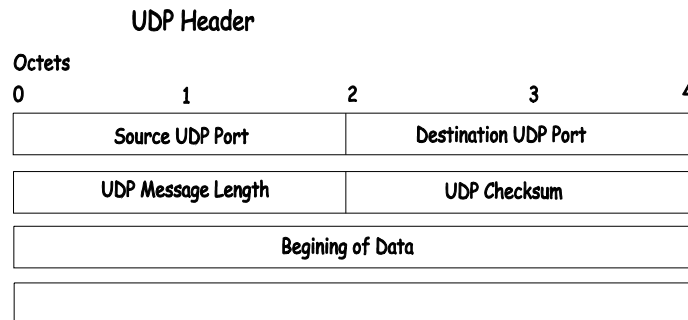 UDP Header
Octets
0 1 2 3 4
Source UDP Port Destination UDP Port
UDP Message Length UDP Checksum
Begining of Data